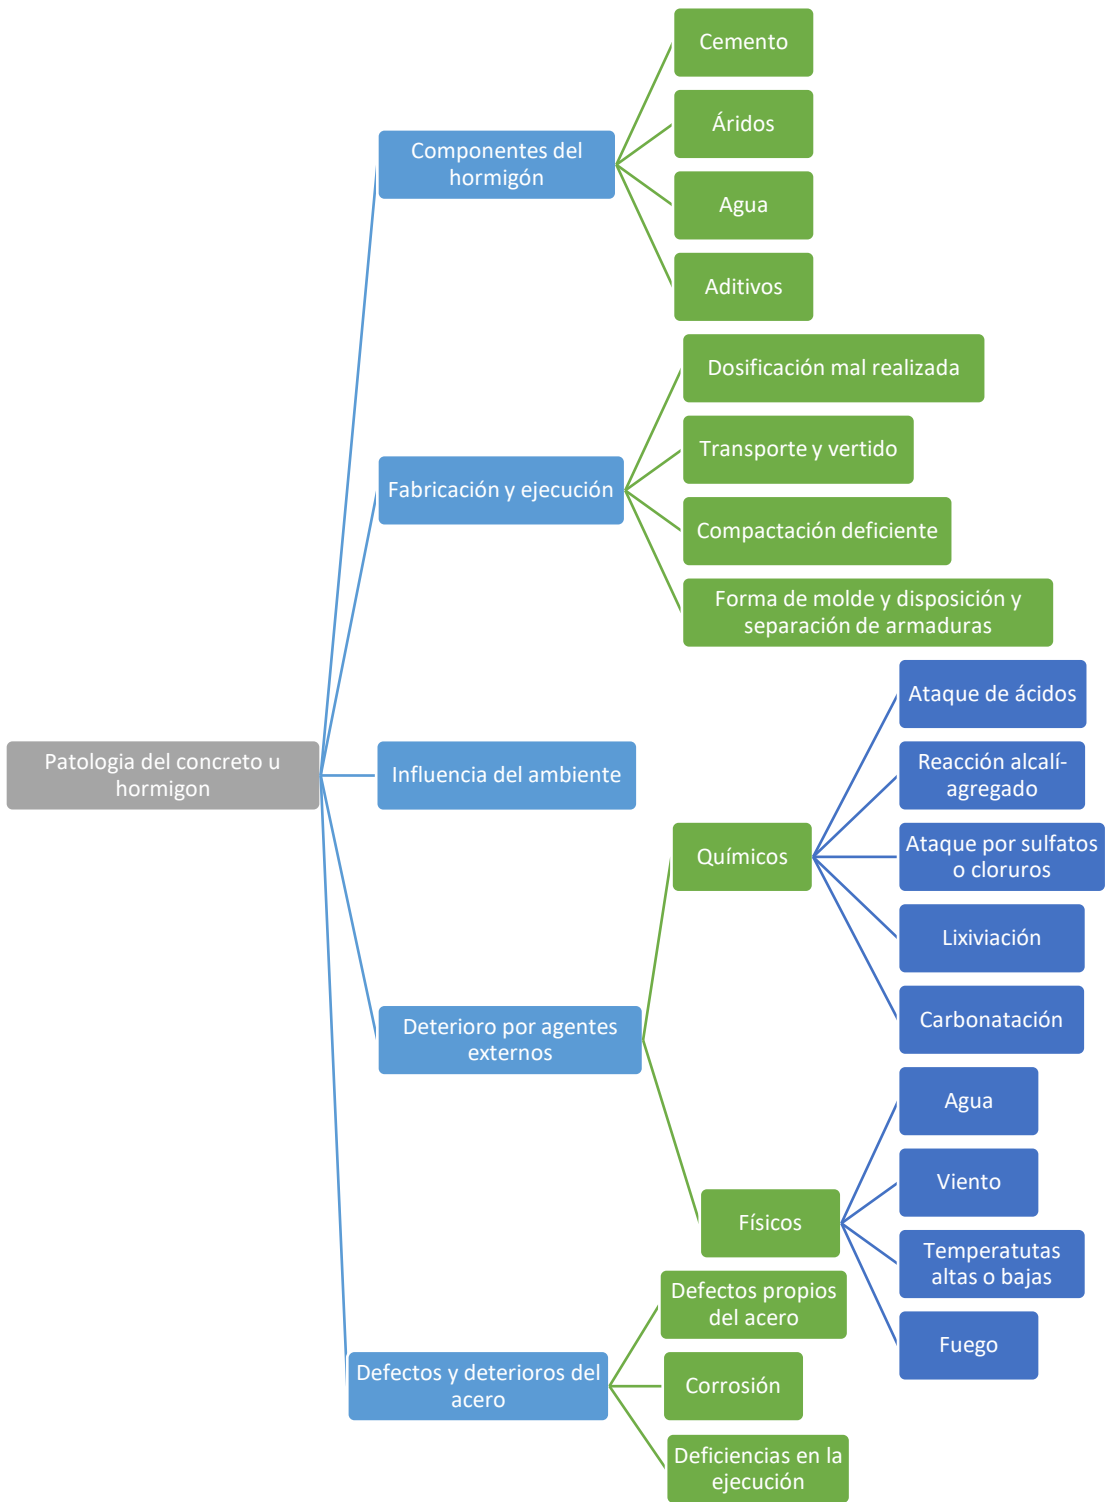 Patologia del concreto u
hormigon
Componentes del
hormigón
Cemento
Áridos
Agua
Aditivos
Fabricación y ejecución
Dosificación mal realizada
Transporte y vertido
Compactación deficiente
Forma de molde y disposición y
separación de armaduras
Influencia del ambiente
Deterioro por agentes
externos
Químicos
Ataque de ácidos
Reacción alcalí-
agregado
Ataque por sulfatos
o cloruros
Lixiviación
Carbonatación
Físicos
Agua
Viento
Temperatutas
altas o bajas
Fuego
Defectos y deterioros del
acero
Defectos propios
del acero
Corrosión
Deficiencias en la
ejecución